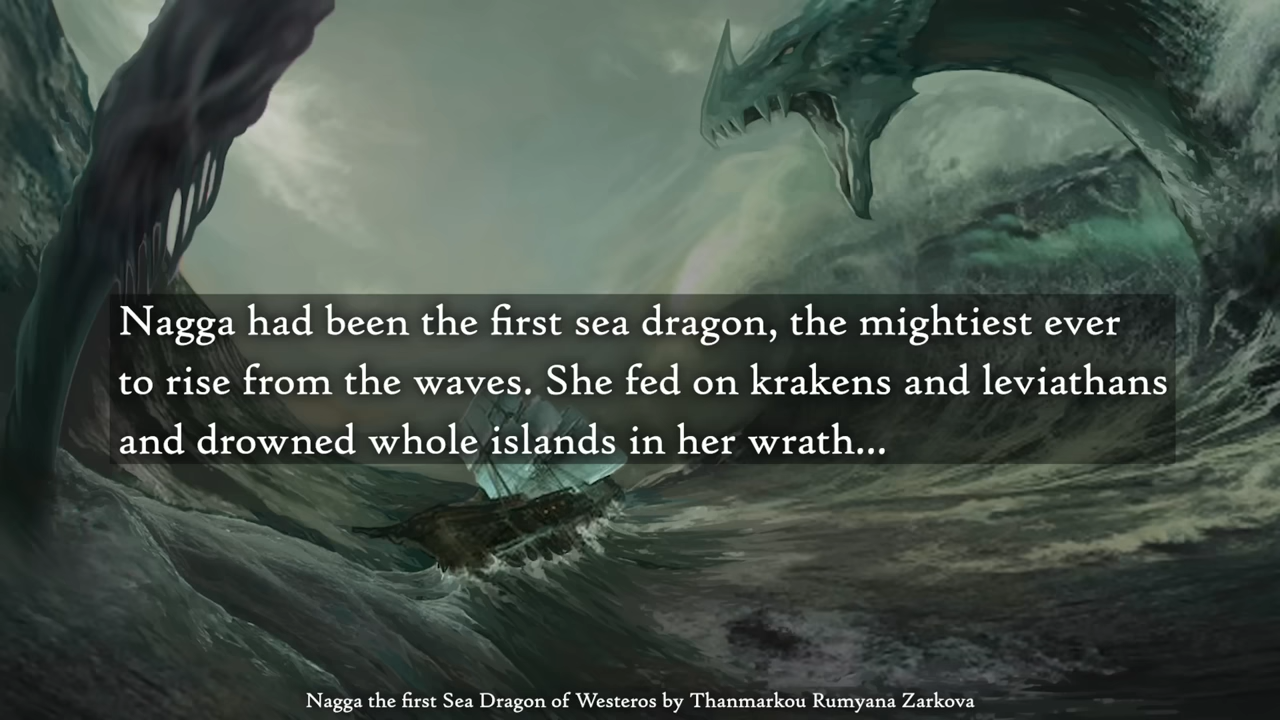 Nagga had been the first sea dragon, the mightiest ever
to rise from the waves. She fed on krakens and leviathans
and drowned whole islands in her wrath...
Nagga the first Sea Dragon of Westeros by Thanmarkou Rumyana Zarkova